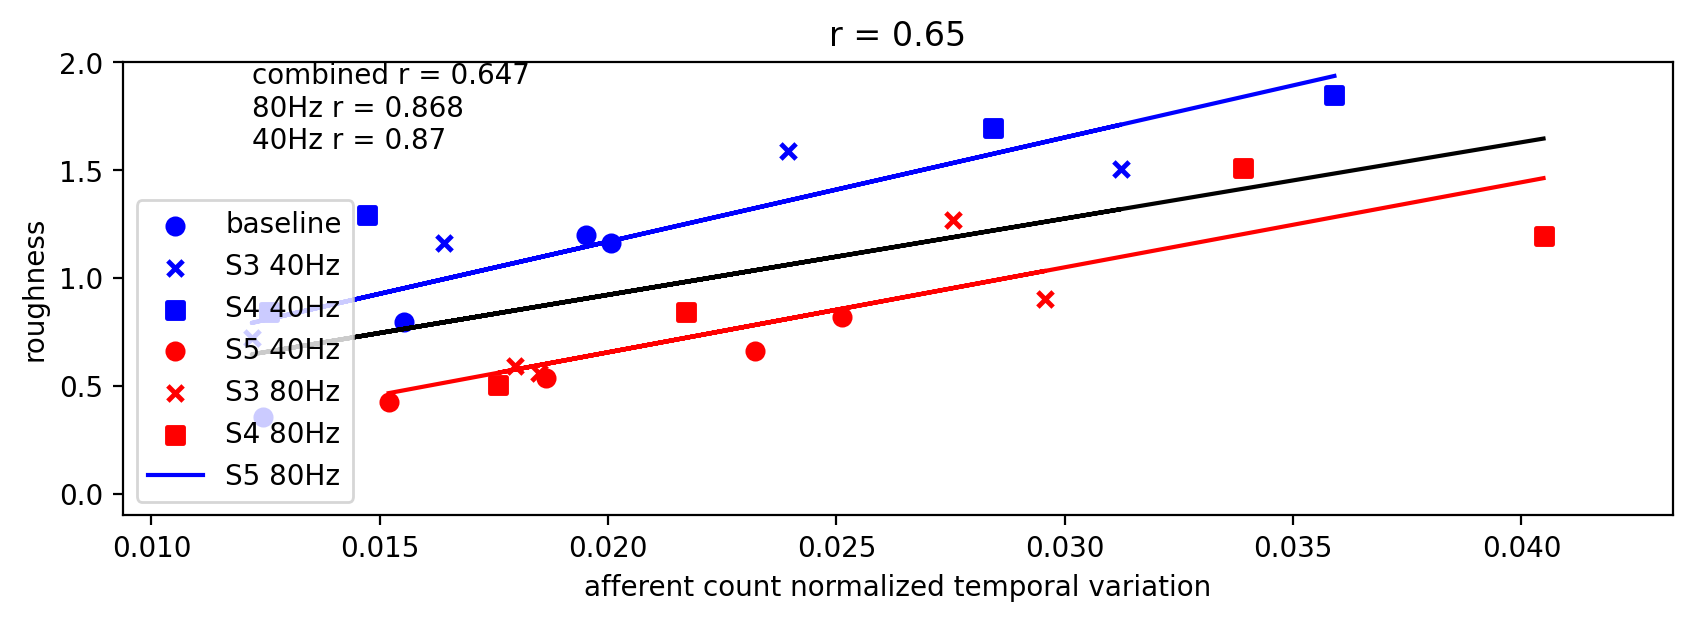 r = 0.65
combined r = 0.647
80Hz r = 0.868
40Hz r = 0.87
baseline
S3 40Hz
S4 40Hz
S5 40Hz
S3 80Hz
S4 80Hz
S5 80Hz
roughness
2.0
1.5
1.0
0.5
0.0
0.010 0.015 0.020 0.025 0.030 0.035 0.040
afferent count normalized temporal variation